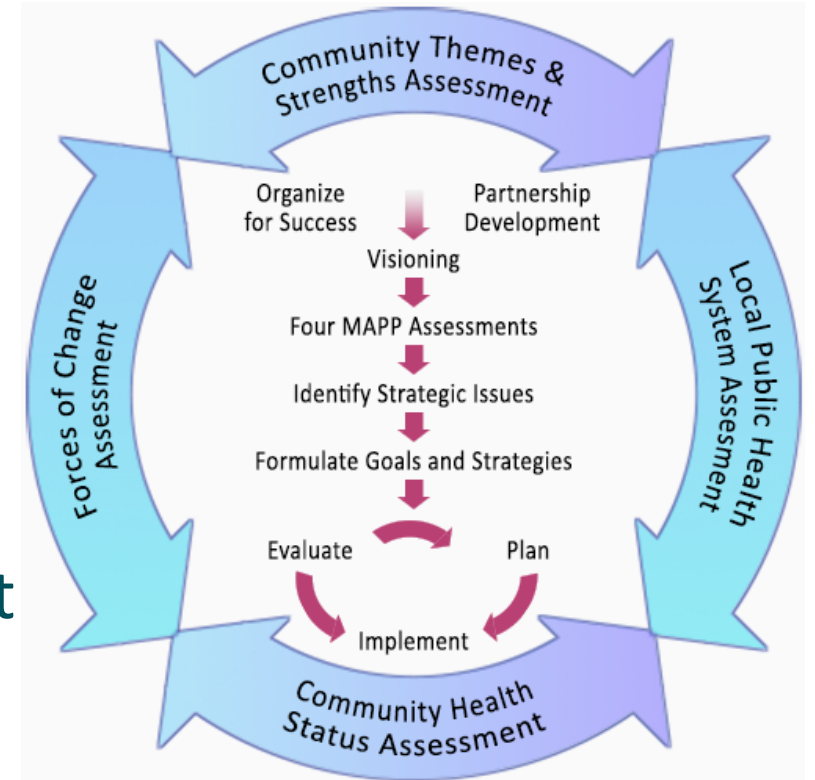 Community Themes &
Strengths Assessment
Organize
for Success
Partnership
Development
Visioning
Four MAPP Assessments
Identify Strategic Issues
Formulate Goals and Strategies
Evaluate
Plan
Implement
Forces of Change
Assessment
Local Public Health
System Assesment
Community Health
Status Assessment
t